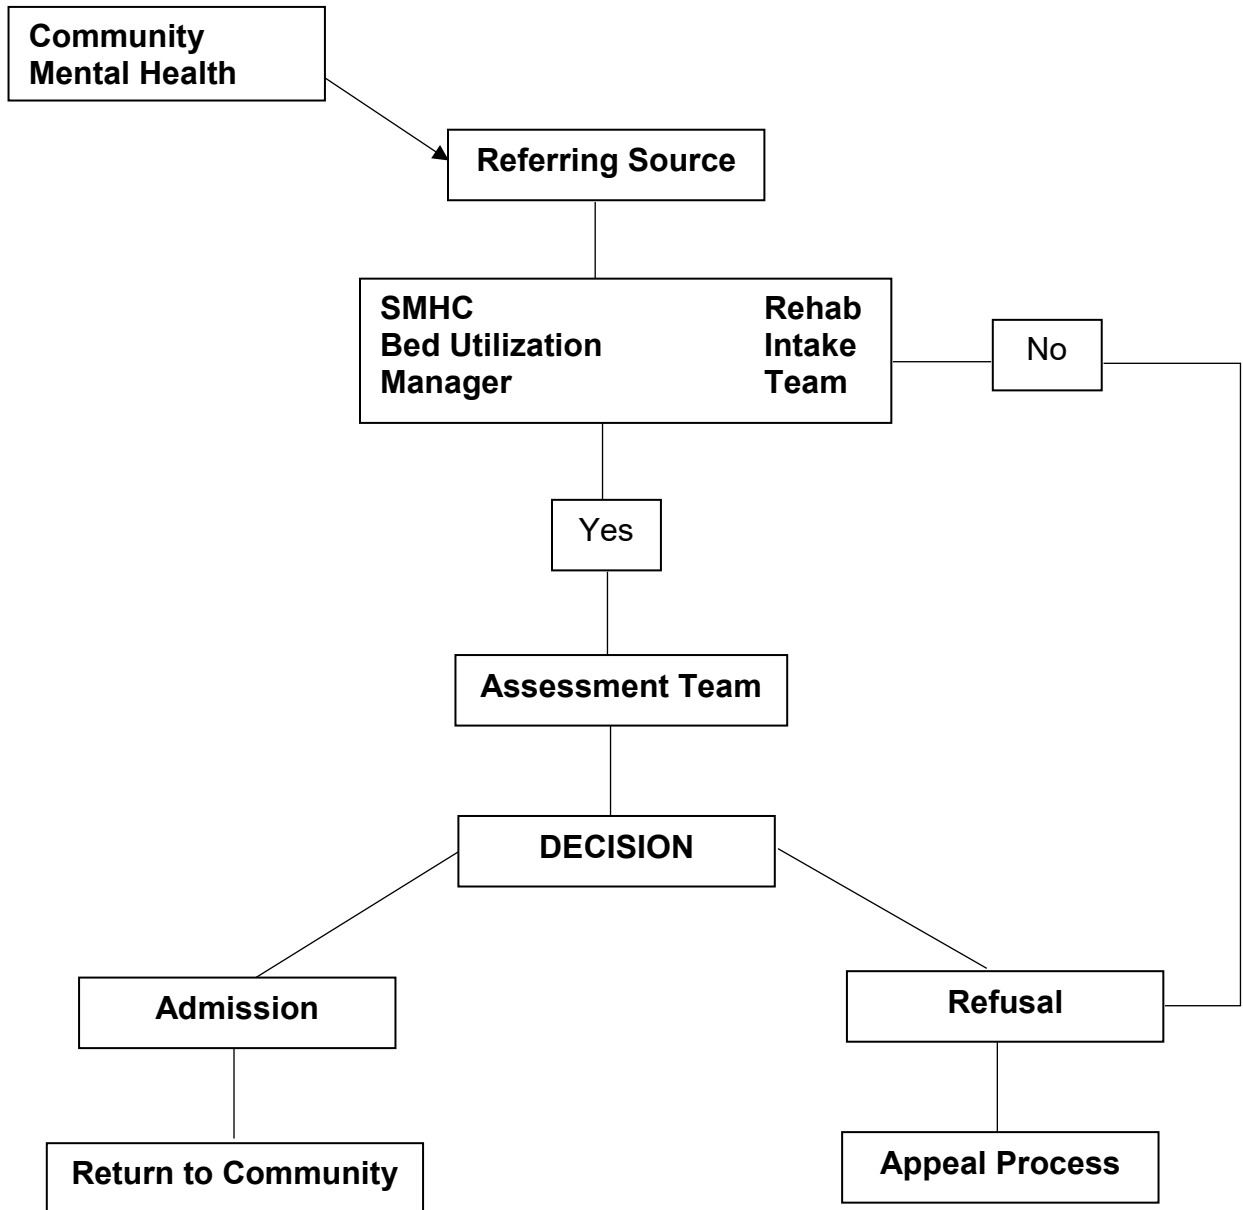 Community
Mental Health
Referring Source
SMHC Rehab
Bed Utilization Intake
Manager Team
No
Yes
Assessment Team
DECISION
Admission
Refusal
Return to Community
Appeal Process